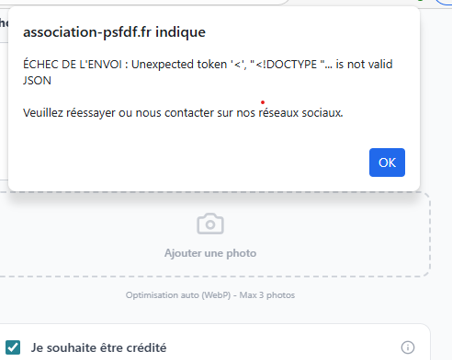 association-psfdf.fr indique
ÉCHEC DE L'ENVOI : Unexpected token '<', "<!DOCTYPE "... is not valid
JSON
Veuillez réessayer ou nous contacter sur nos réseaux sociaux.
OK
Ajouter une photo
Optimisation auto (WebP) - Max 3 photos
Je souhaite être crédité